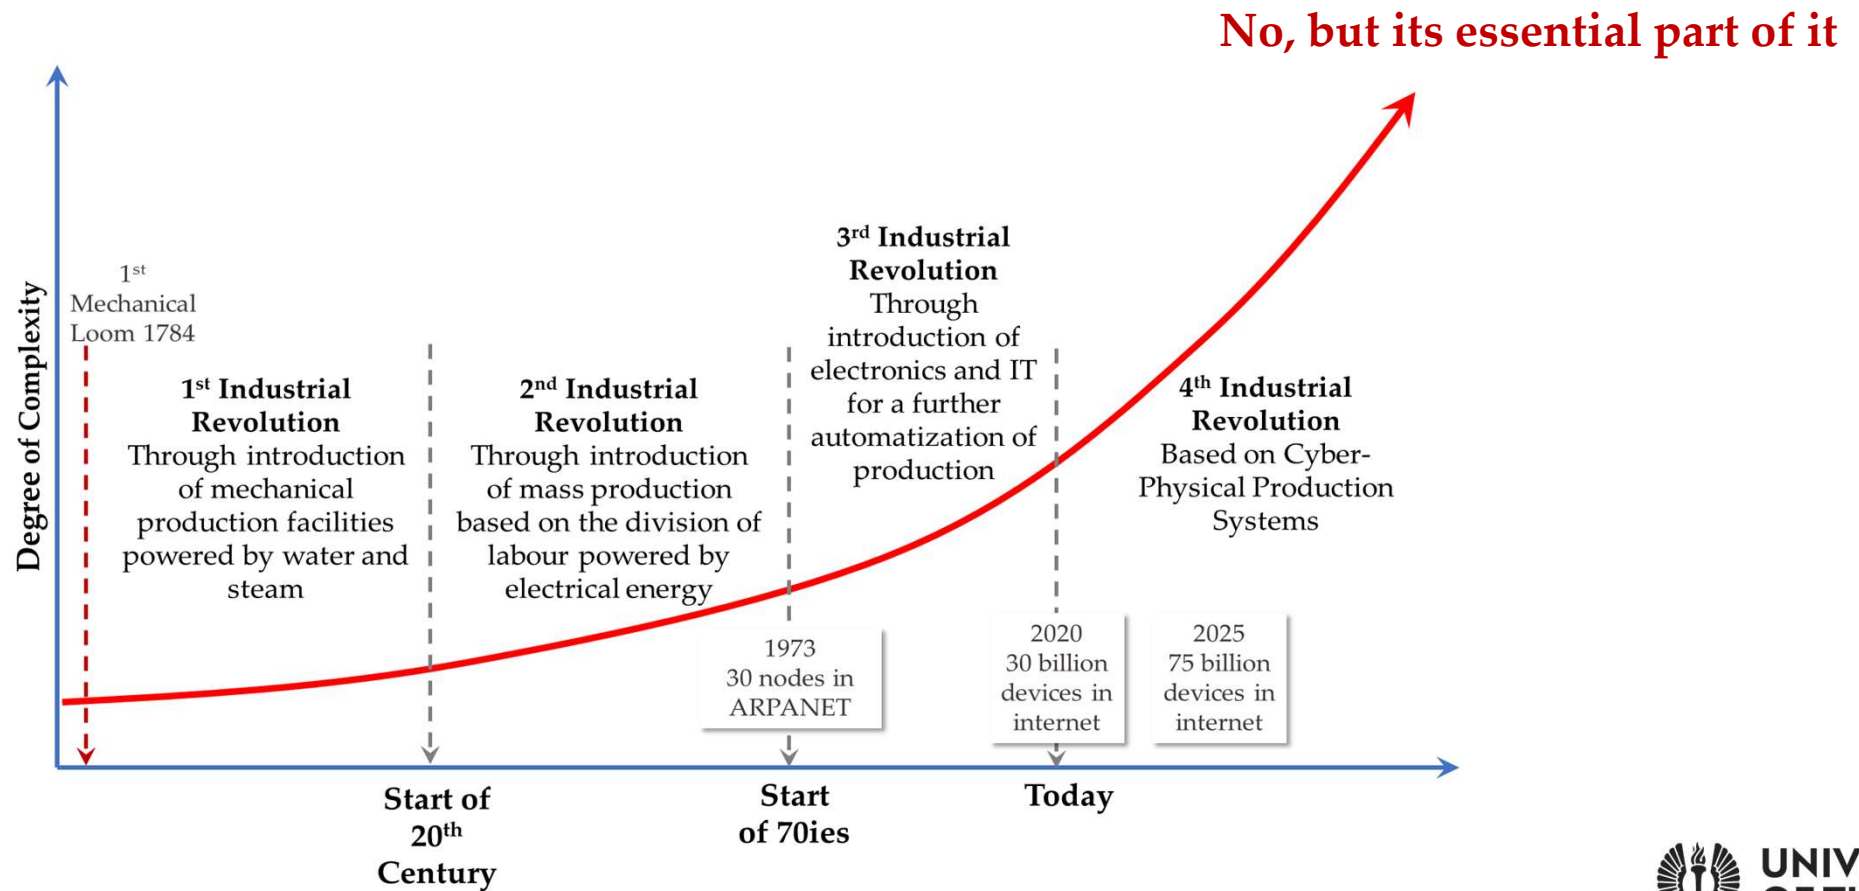 No, but its essential part of it
Degree of Complexity
1st
Mechanical
Loom 1784
1st Industrial
Revolution
Through introduction
of mechanical
production facilities
powered by water and
steam
2nd Industrial
Revolution
Through introduction
of mass production
based on the division of
labour powered by
electrical energy
3rd Industrial
Revolution
Through
introduction of
electronics and IT
for a further
automatization of
production
4th Industrial
Revolution
Based on Cyber-
Physical Production
Systems
1973
30 nodes in
ARPANET
2020
30 billion
devices in
internet
2025
75 billion
devices in
internet
Start of
20th
Century
Start
of 70ies
Today